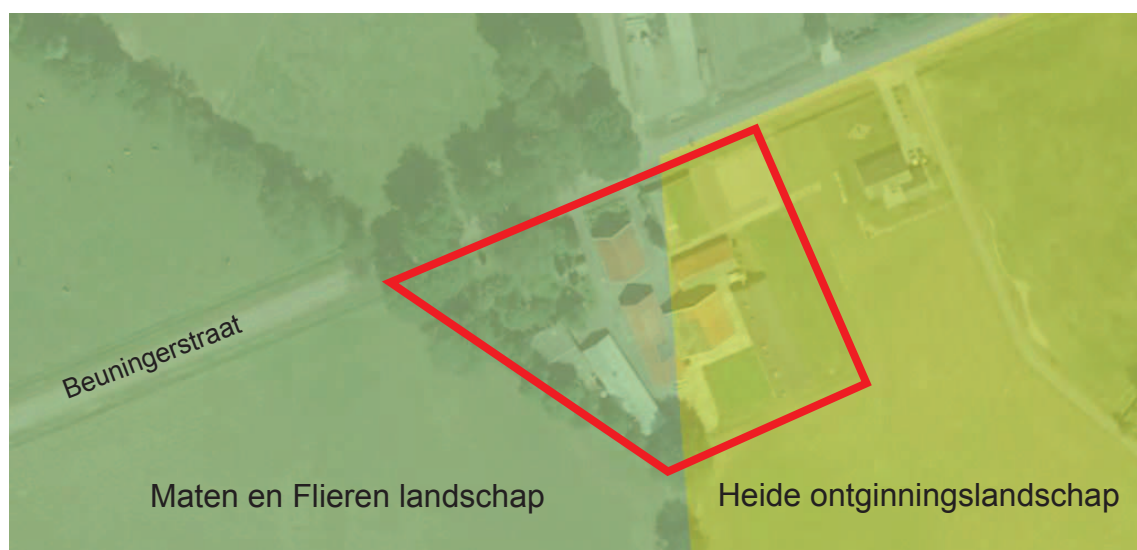 Beuningerstraat
Maten en Flieren landschap
Heide ontginningslandschap